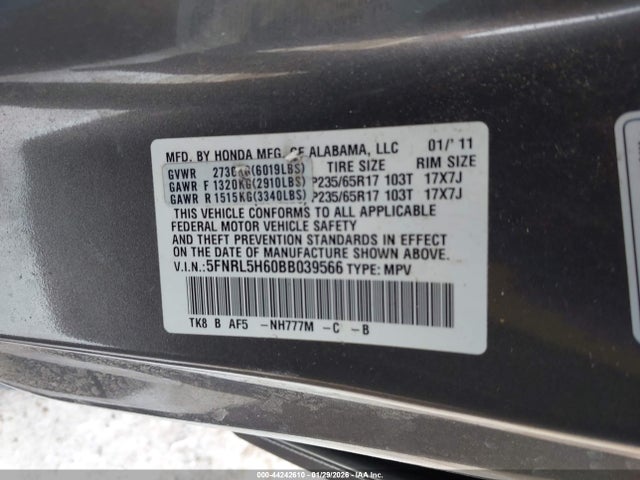 MFD. BY HONDA MFG. OF ALABAMA, LLC 01/'11
GVWR (6019LBS) TIRE SIZE RIM SIZE
GAWR F 1320KG(2910LBS) P235/65R17 103T 17X7J
GAWR R 1515KG(3340LBS) P235/65R17 103T 17X7J
THIS VEHICLE CONFORMS TO ALL APPLICABLE
FEDERAL MOTOR VEHICLE SAFETY
AND THEFT PREVENTION STANDARDS IN EFFECT
ON THE DATE OF MANUFACTURE SHOWN ABOVE.
V.I.N.:5FNRL5H60BB039566 TYPE: MPV
TK8 B AF5 -NH777M -C -B
000-44242610 | 01/29/2026 | IAAI LLC